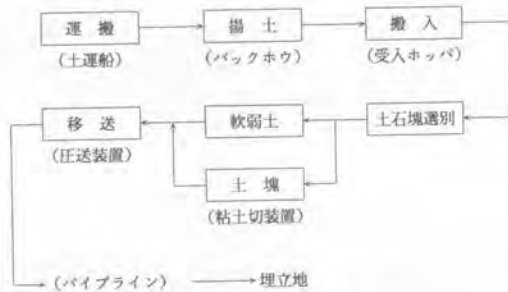 運搬
揚土
搬入
(土運船)
(バックホウ)
(受入ホッパ)
移送
軟弱土
土石塊選別
(圧送装置)
土塊
(粘土切装置)
(パイプライン)
埋立地